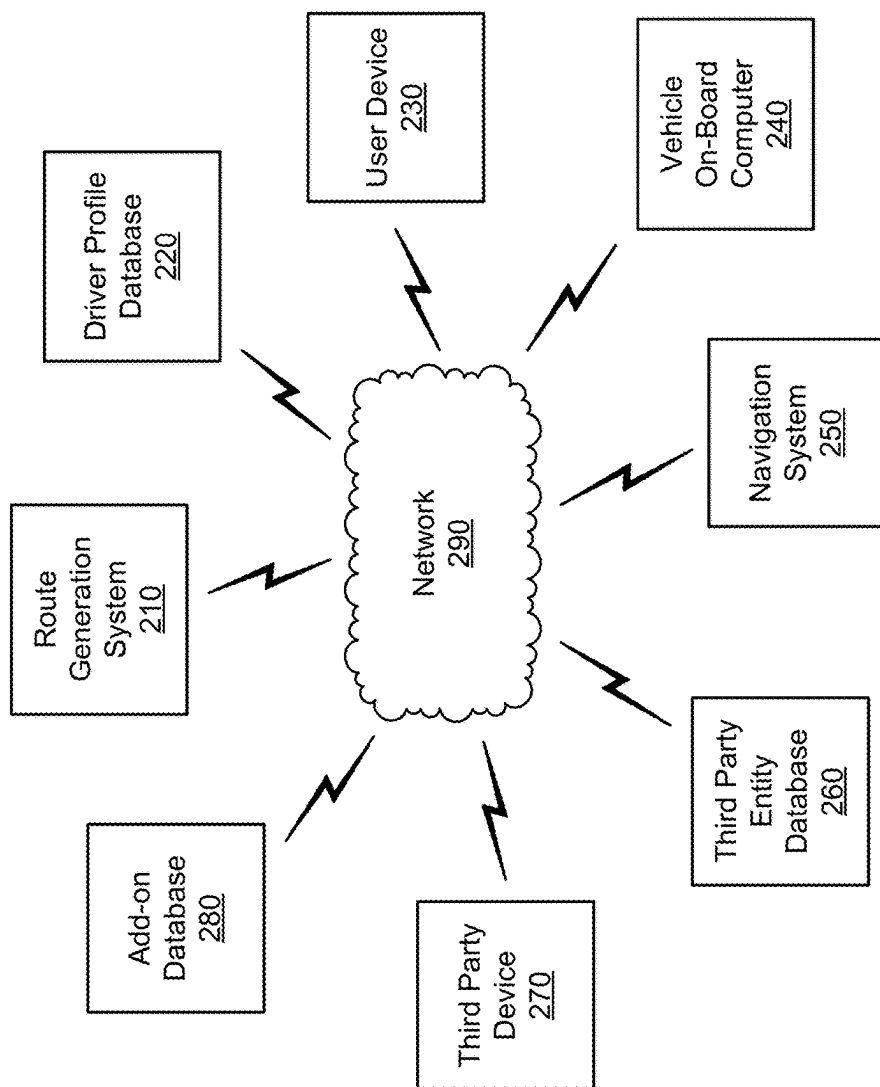 Route
Generation
System
210
Driver Profile
Database
220
User Device
230
Vehicle
On-Board
Computer
240
Navigation
System
250
Third Party
Entity
Database
260
Third Party
Device
270
Add-on
Database
280
Network
290